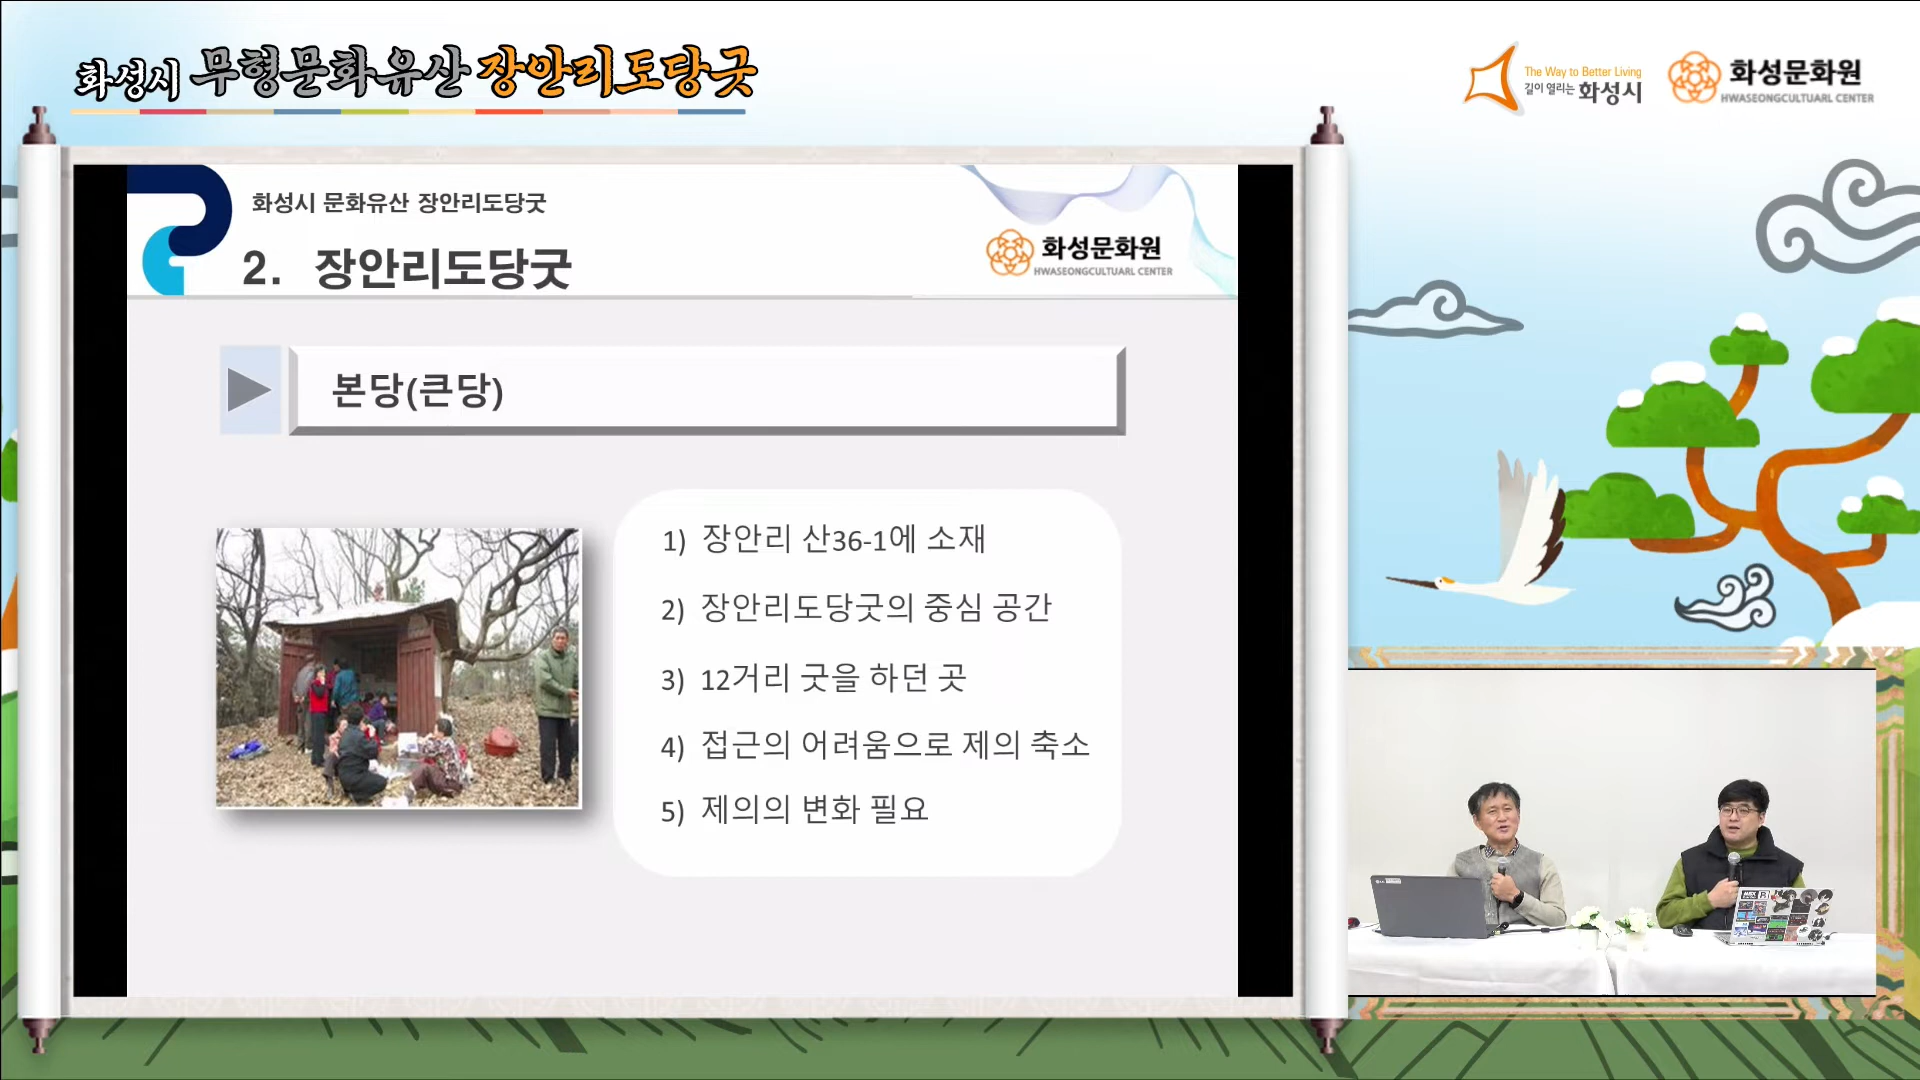 화성시 무형문화유산 장안리도당굿
The Way to Better Living
길이 열리는 화성시
화성문화원
HWASEONGCULTUARL CENTER
화성시 문화유산 장안리도당굿
2. 장안리도당굿
화성문화원
HWASEONGCULTUARL CENTER
본당(큰당)
1) 장안리 산36-1에 소재
2) 장안리도당굿의 중심 공간
3) 12거리 굿을 하던 곳
4) 접근의 어려움으로 제의 축소
5) 제의의 변화 필요